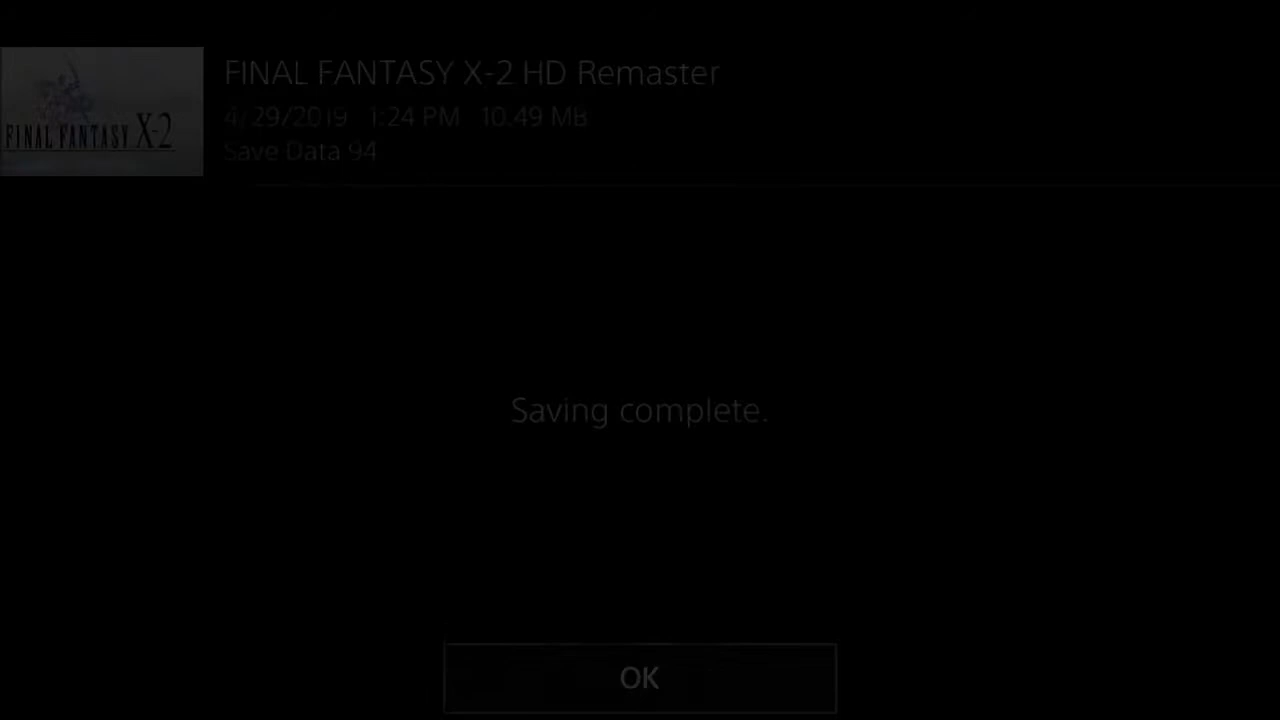 FINAL FANTASY X-2
FINAL FANTASY X-2 HD Remaster
4/29/2019 1:24 PM 10.49 MB
Save Data 94
Saving complete.
OK